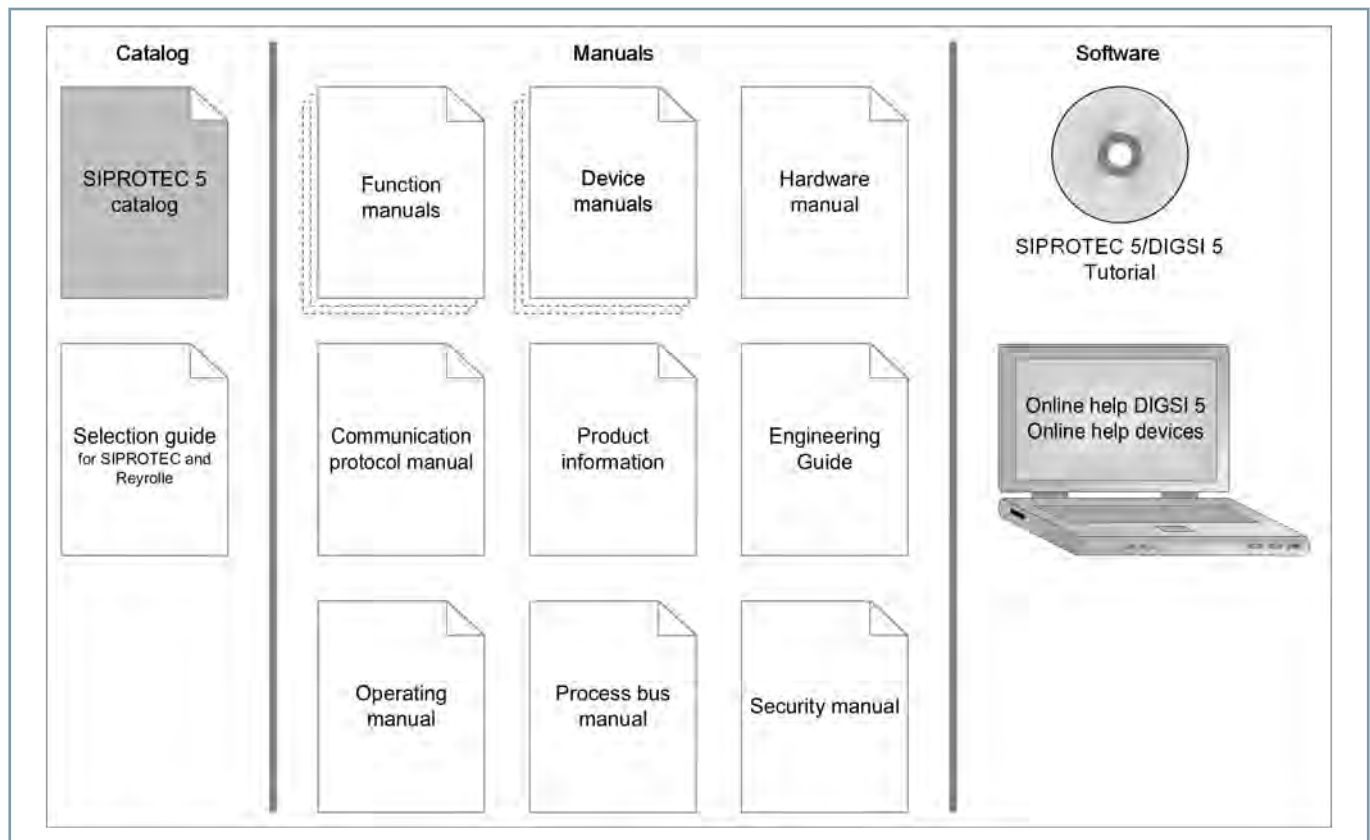 Catalog
Manuals
Software
SIPROTEC 5
catalog
Function
manuals
Device
manuals
Hardware
manual
SIPROTEC 5/DIGSI 5
Tutorial
Selection guide
for SIPROTEC and
Reyrolle
Communication
protocol manual
Product
information
Engineering
Guide
Online help DIGSI 5
Online help devices
Operating
manual
Process bus
manual
Security manual